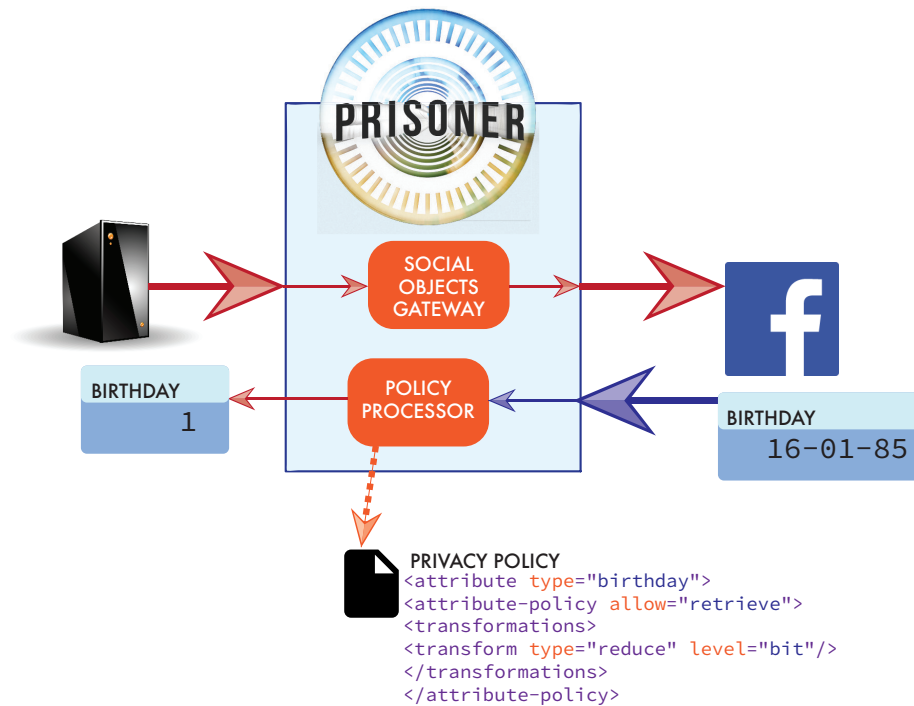 PRISONER
SOCIAL
OBJECTS
GATEWAY
POLICY
PROCESSOR
BIRTHDAY
1
BIRTHDAY
16-01-85
PRIVACY POLICY
<attribute type="birthday">
<attribute-policy allow="retrieve">
<transformations>
<transform type="reduce" level="bit"/>
</transformations>
</attribute-policy>